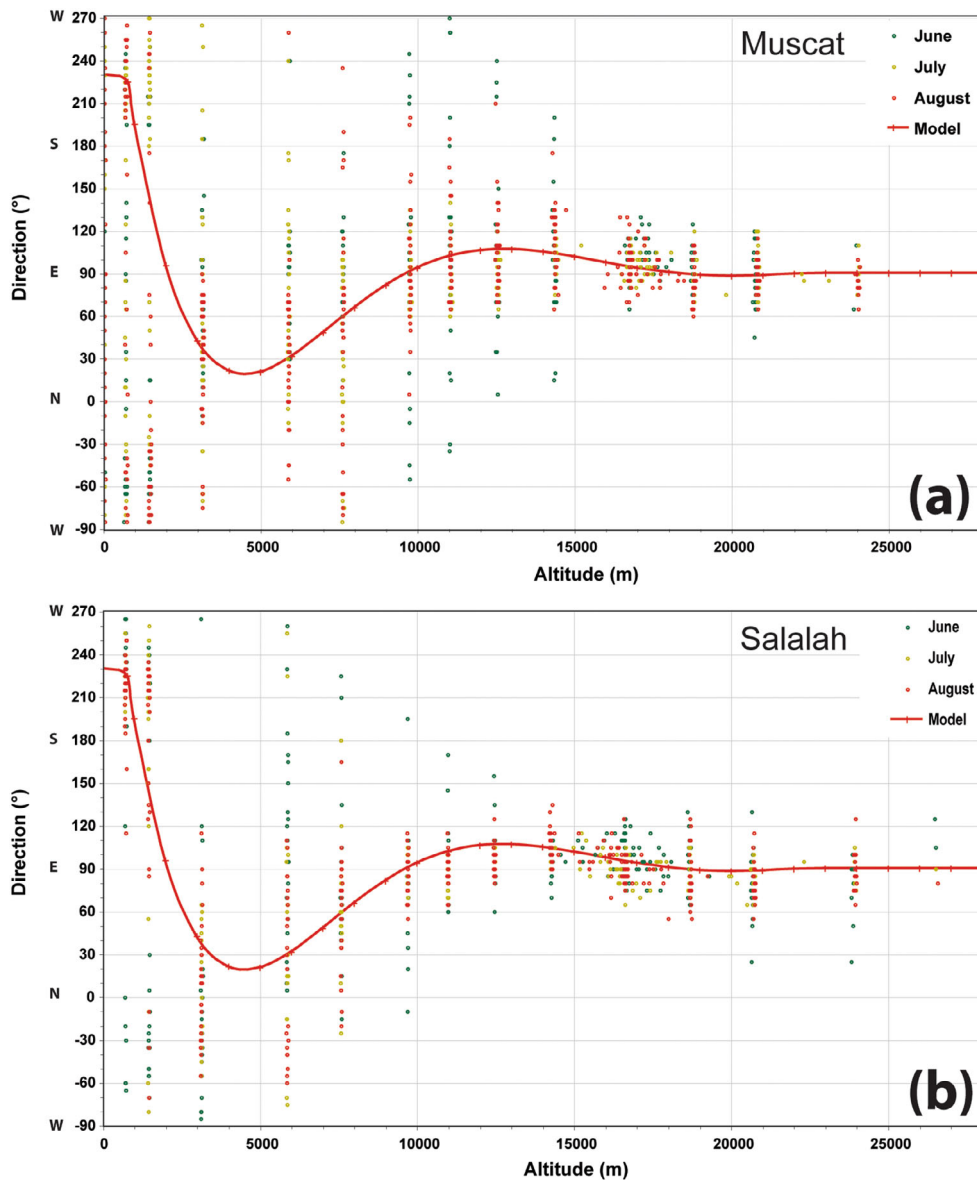 Muscat
June
July
August
Model
W 270
240
210
S 180
150
120
E 90
60
30
N 0
-30
-60
W -90
Direction (°)
0 5000 10000 15000 20000 25000
Altitude (m)
(a)
Salalah
June
July
August
Model
W 270
240
210
S 180
150
120
E 90
60
30
N 0
-30
-60
W -90
Direction (°)
0 5000 10000 15000 20000 25000
Altitude (m)
(b)